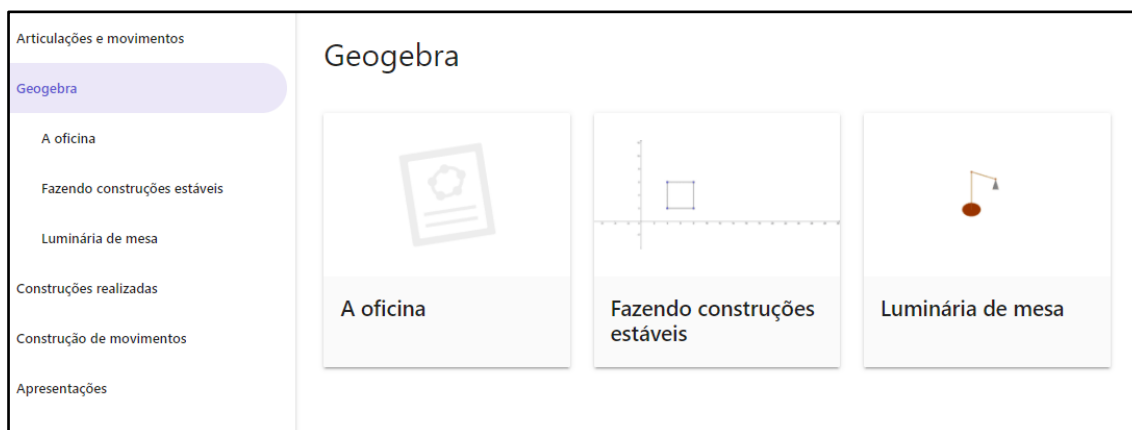 Articulações e movimentos
Geogebra
A oficina
Fazendo construções estáveis
Luminária de mesa
Construções realizadas
Construção de movimentos
Apresentações
Geogebra
A oficina
Fazendo construções
estáveis
Luminária de mesa